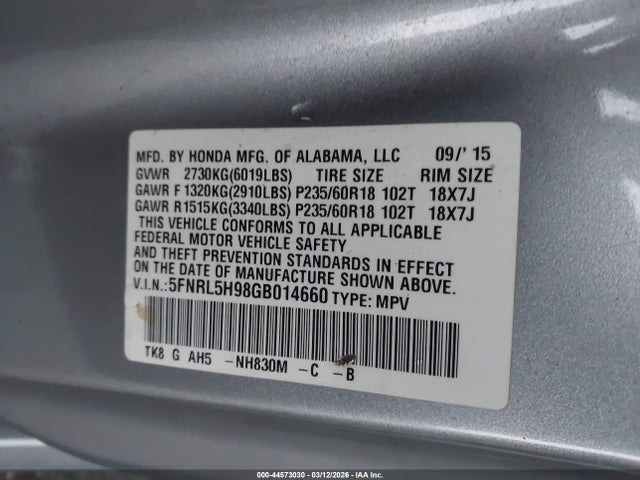 MFD. BY HONDA MFG. OF ALABAMA, LLC 09/' 15
GVWR 2730KG(6019LBS) TIRE SIZE RIM SIZE
GAWR F 1320KG(2910LBS) P235/60R18 102T 18X7J
GAWR R1515KG(3340LBS) P235/60R18 102T 18X7J
THIS VEHICLE CONFORMS TO ALL APPLICABLE
FEDERAL MOTOR VEHICLE SAFETY
AND THEFT PREVENTION STANDARDS IN EFFECT
ON THE DATE OF MANUFACTURE SHOWN ABOVE.
V.I.N.:5FNRL5H98GB014660 TYPE: MPV
TK8 G AH5 -NH830M -C -B
000-44573030 - 03/12/2026 - IAA Inc.